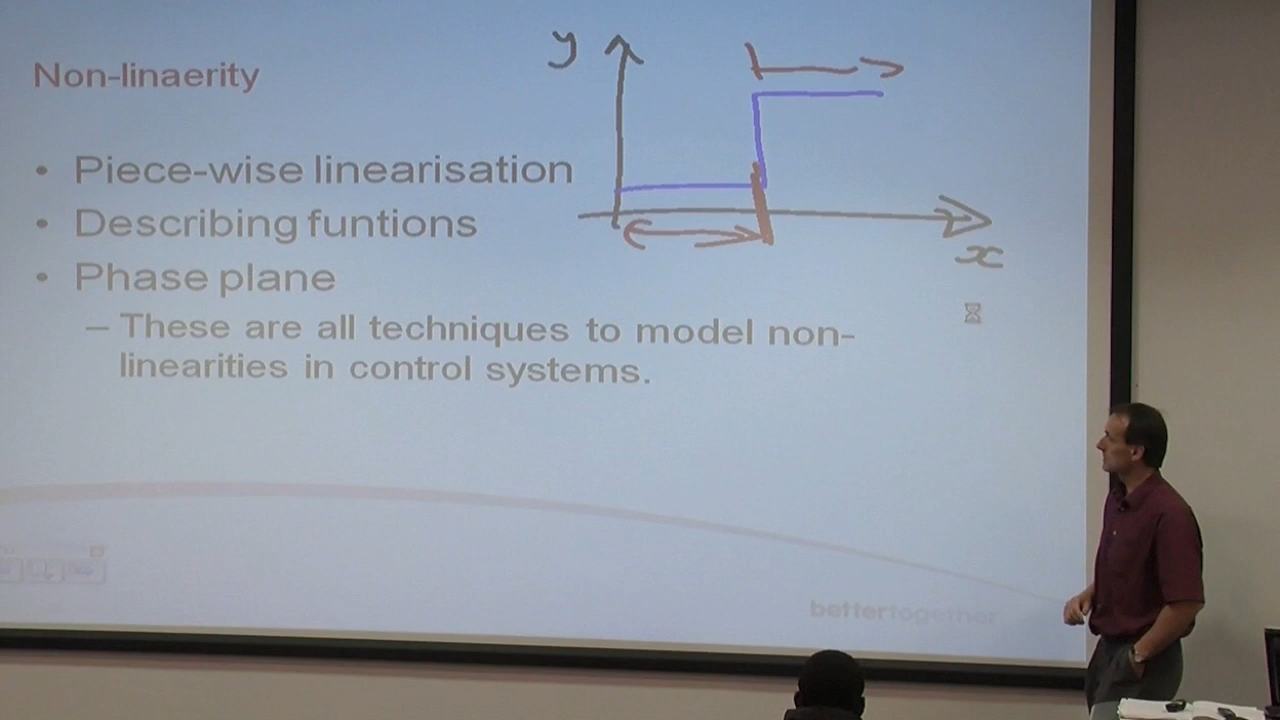 Non-linaerity
y
• Piece-wise linearisation
• Describing funtions
• Phase plane
x
– These are all techniques to model non-
linearities in control systems.
bettertogether